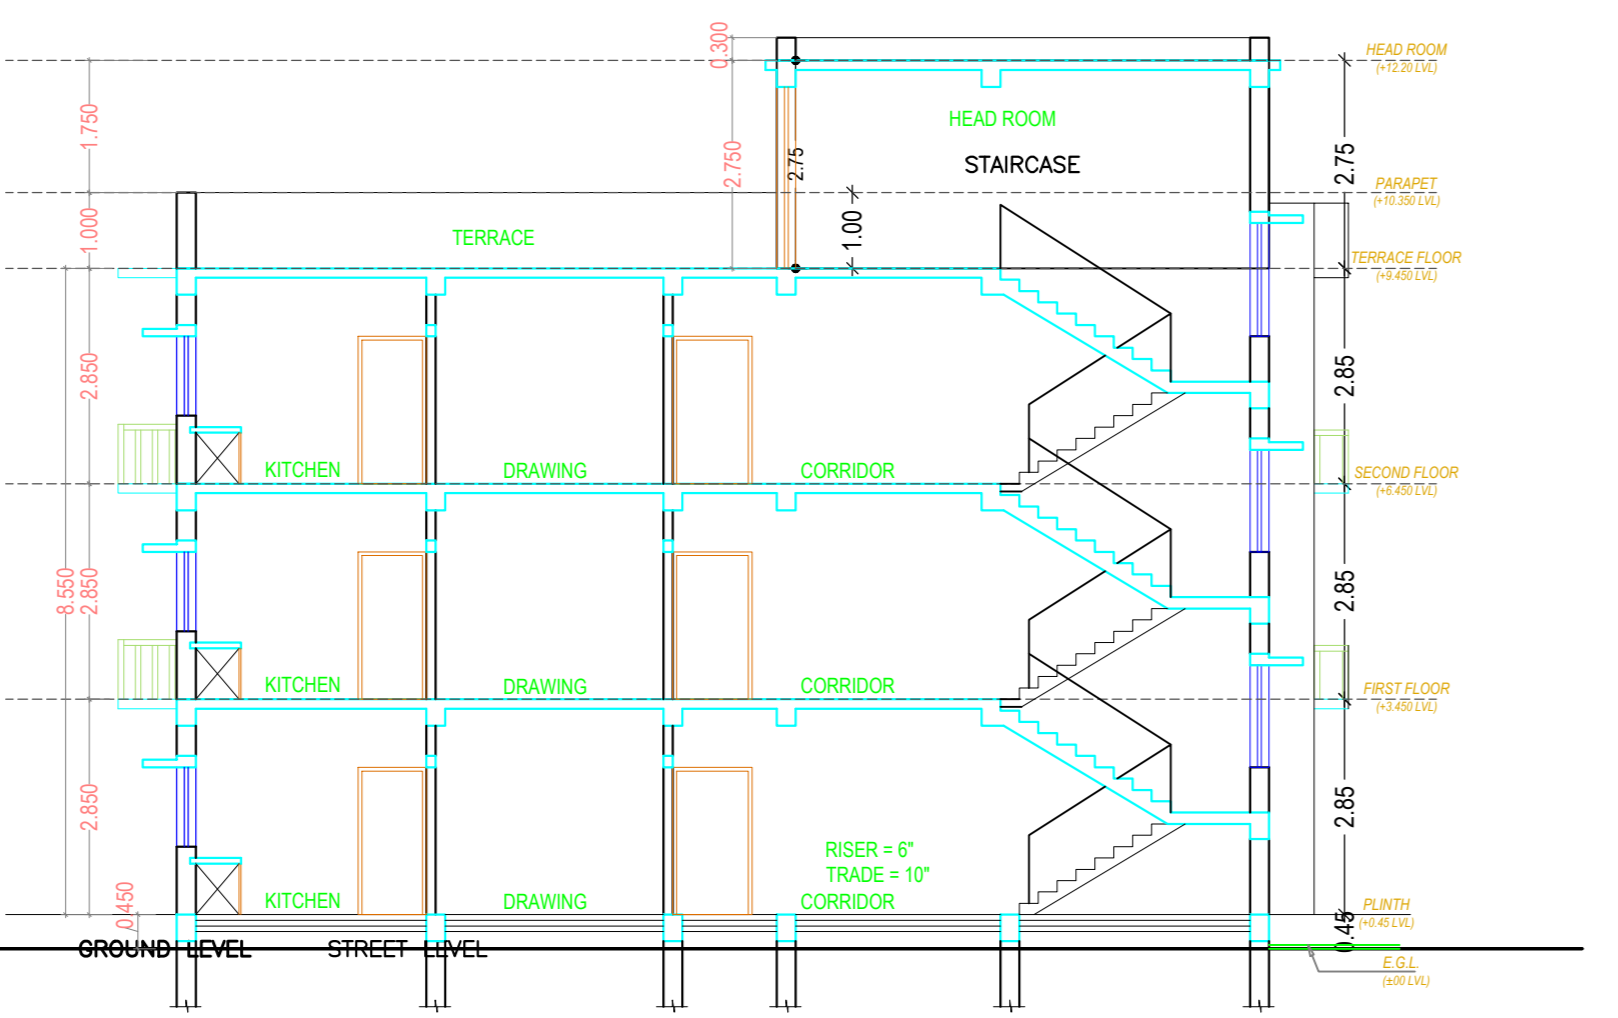 0.300
HEAD ROOM
(+12.20 LVL)
1.750
HEAD ROOM
2.750
2.75
STAIRCASE
2.75
PARAPET
(+10.350 LVL)
1.000
TERRACE
1.00
TERRACE FLOOR
(+9.450 LVL)
2.850
2.85
KITCHEN
DRAWING
CORRIDOR
SECOND FLOOR
(+6.450 LVL)
8.550
2.850
2.85
KITCHEN
DRAWING
CORRIDOR
FIRST FLOOR
(+3.450 LVL)
2.850
2.85
RISER = 6"
TRADE = 10"
0.450
KITCHEN
DRAWING
CORRIDOR
PLINTH
(+0.45 LVL)
0.45
GROUND LEVEL
STREET LEVEL
E.G.L.
(±00 LVL)